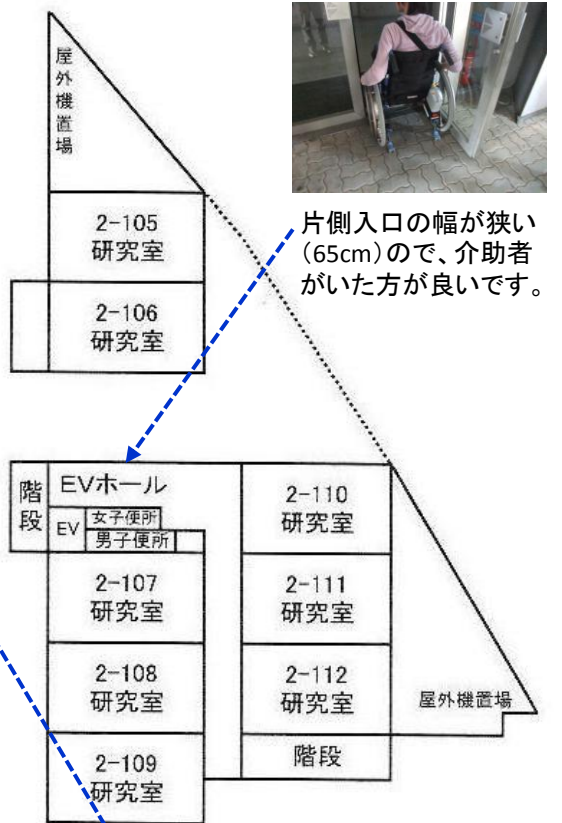 屋外機置場
片側入口の幅が狭い
（65cm）ので、介助者
がいた方が良いです。
2-105
研究室
2-106
研究室
階段
EVホール
EV
女子便所
男子便所
2-110
研究室
2-107
研究室
2-111
研究室
2-108
研究室
2-112
研究室
屋外機置場
2-109
研究室
階段